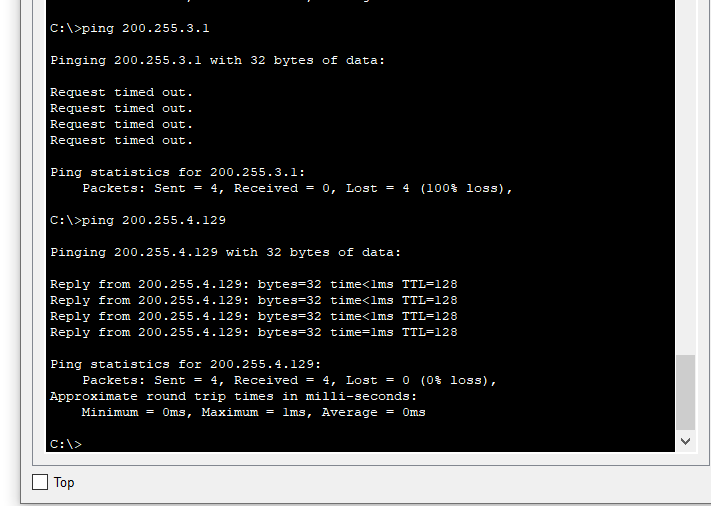 C:\>ping 200.255.3.1
Pinging 200.255.3.1 with 32 bytes of data:
Request timed out.
Request timed out.
Request timed out.
Request timed out.
Ping statistics for 200.255.3.1:
Packets: Sent = 4, Received = 0, Lost = 4 (100% loss),
C:\>ping 200.255.4.129
Pinging 200.255.4.129 with 32 bytes of data:
Reply from 200.255.4.129: bytes=32 time<1ms TTL=128
Reply from 200.255.4.129: bytes=32 time<1ms TTL=128
Reply from 200.255.4.129: bytes=32 time<1ms TTL=128
Reply from 200.255.4.129: bytes=32 time=1ms TTL=128
Ping statistics for 200.255.4.129:
Packets: Sent = 4, Received = 4, Lost = 0 (0% loss),
Approximate round trip times in milli-seconds:
Minimum = 0ms, Maximum = 1ms, Average = 0ms
C:\>
Top